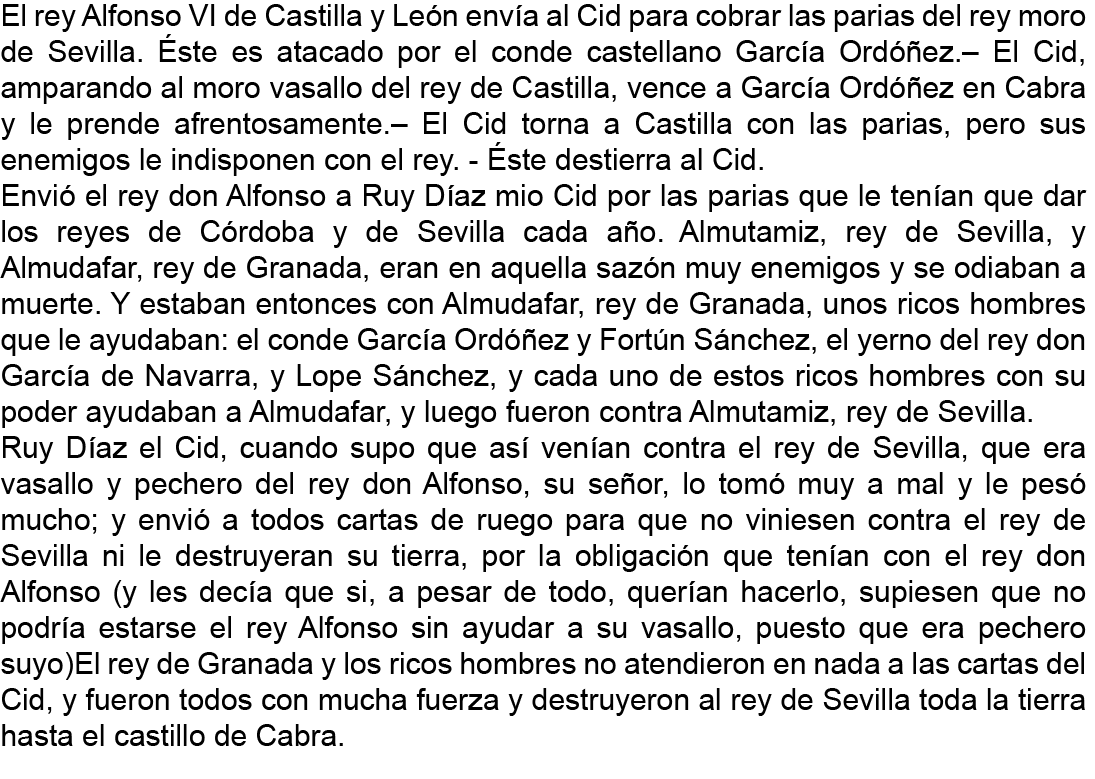 El rey Alfonso VI de Castilla y León envía al Cid para cobrar las parias del rey moro
de Sevilla. Éste es atacado por el conde castellano García Ordóñez.– El Cid,
amparando al moro vasallo del rey de Castilla, vence a García Ordóñez en Cabra
y le prende afrentosamente.– El Cid torna a Castilla con las parias, pero sus
enemigos le indisponen con el rey. - Éste destierra al Cid.
Envió el rey don Alfonso a Ruy Díaz mio Cid por las parias que le tenían que dar
los reyes de Córdoba y de Sevilla cada año. Almutamiz, rey de Sevilla, y
Almudafar, rey de Granada, eran en aquella sazón muy enemigos y se odiaban a
muerte. Y estaban entonces con Almudafar, rey de Granada, unos ricos hombres
que le ayudaban: el conde García Ordóñez y Fortún Sánchez, el yerno del rey don
García de Navarra, y Lope Sánchez, y cada uno de estos ricos hombres con su
poder ayudaban a Almudafar, y luego fueron contra Almutamiz, rey de Sevilla.
Ruy Díaz el Cid, cuando supo que así venían contra el rey de Sevilla, que era
vasallo y pechero del rey don Alfonso, su señor, lo tomó muy a mal y le pesó
mucho; y envió a todos cartas de ruego para que no viniesen contra el rey de
Sevilla ni le destruyeran su tierra, por la obligación que tenían con el rey don
Alfonso (y les decía que si, a pesar de todo, querían hacerlo, supiesen que no
podría estarse el rey Alfonso sin ayudar a su vasallo, puesto que era pechero
suyo)El rey de Granada y los ricos hombres no atendieron en nada a las cartas del
Cid, y fueron todos con mucha fuerza y destruyeron al rey de Sevilla toda la tierra
hasta el castillo de Cabra.